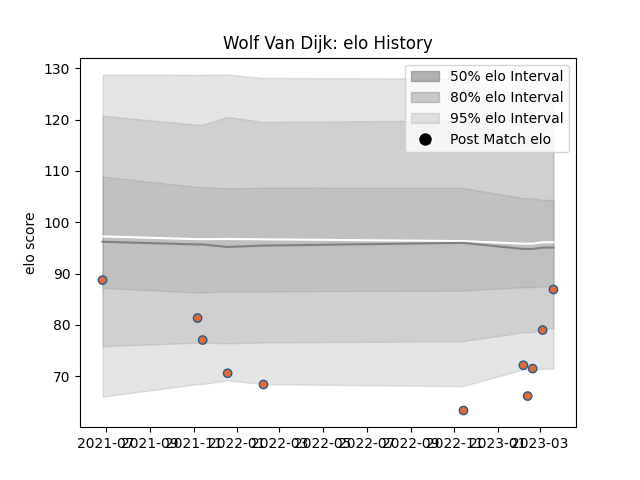 Wolf Van Dijk: elo History
130
120
110
100
90
80
70
elo score
50% elo Interval
80% elo Interval
95% elo Interval
Post Match elo
2021-07 2021-09 2021-11 2022-01 2022-03 2022-05 2022-07 2022-09 2022-11 2023-01 2023-03